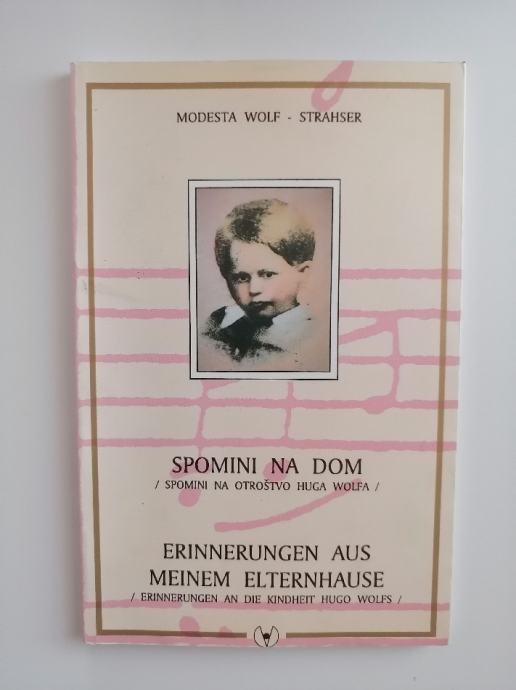 MODESTA WOLF - STRAHSER
SPOMINI NA DOM
/ SPOMINI NA OTROŠTVO HUGA WOLFA /
ERINNERUNGEN AUS
MEINEM ELTERNHAUSE
/ ERINNERUNGEN AN DIE KINDHEIT HUGO WOLFS /